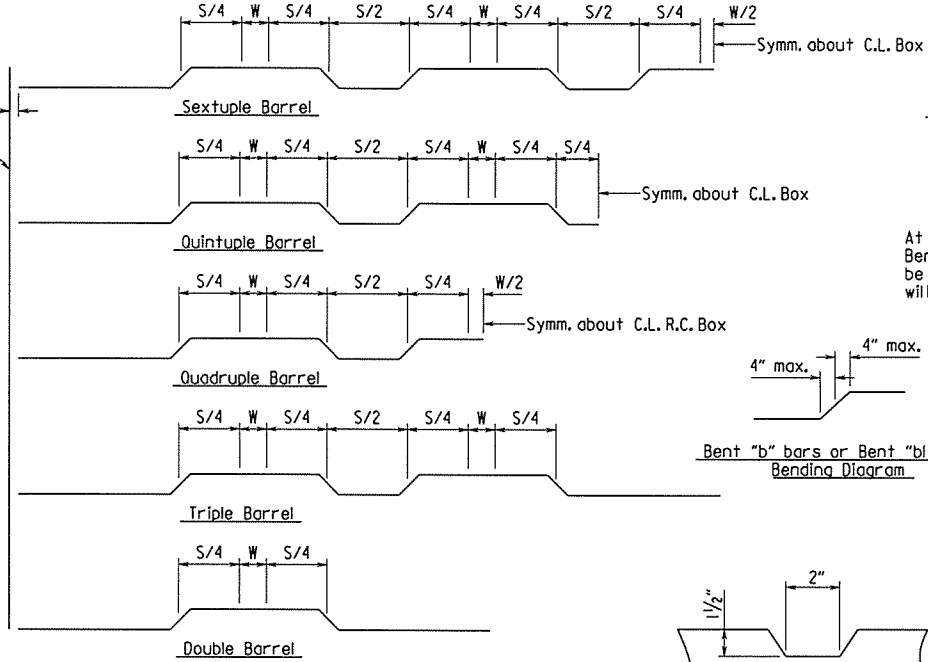 S/4 W S/4 S/2 S/4 W S/4 S/2 S/4 W/2
Symm. about C.L. Box
Sextuple Barrel
S/4 W S/4 S/2 S/4 W S/4 S/4
Symm. about C.L. Box
Quintuple Barrel
S/4 W S/4 S/2 S/4 W/2
Symm. about C.L. R.C. Box
Quadruple Barrel
S/4 W S/4 S/2 S/4 W S/4
Triple Barrel
S/4 W S/4
Double Barrel
At
Ben
be
will
4" max.
4" max.
Bent "b" bars or Bent "bl
Bending Diagram
2"
1½"